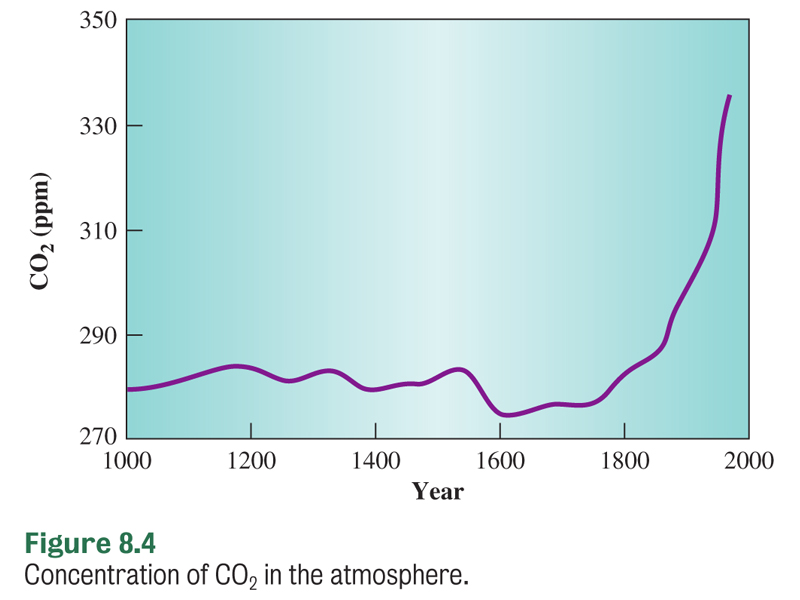 350
330
310
290
270
CO₂ (ppm)
1000 1200 1400 1600 1800 2000
Year
Figure 8.4
Concentration of CO₂ in the atmosphere.